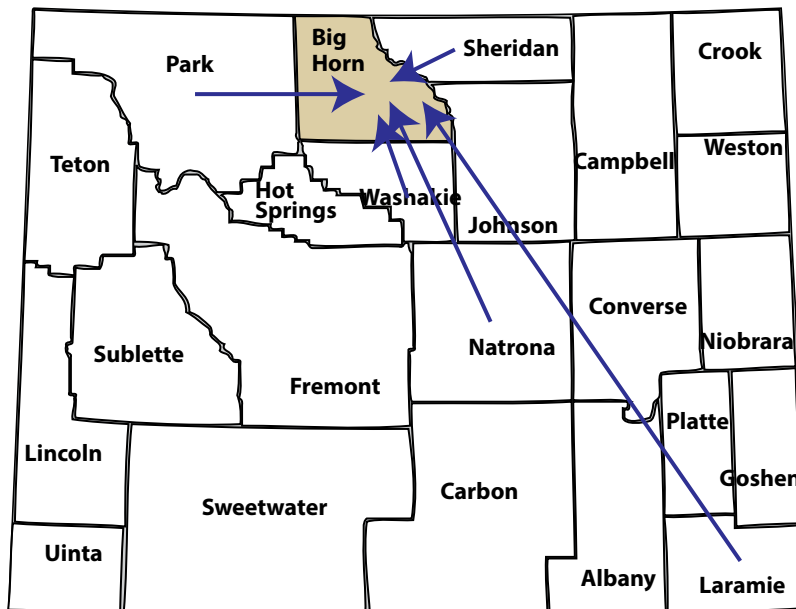 Big
Horn
Sheridan
Crook
Park
Teton
Campbell
Weston
Hot
Springs
Washakie
Johnson
Converse
Sublette
Natrona
Niobrara
Fremont
Platte
Lincoln
Goshen
Sweetwater
Carbon
Uinta
Albany
Laramie